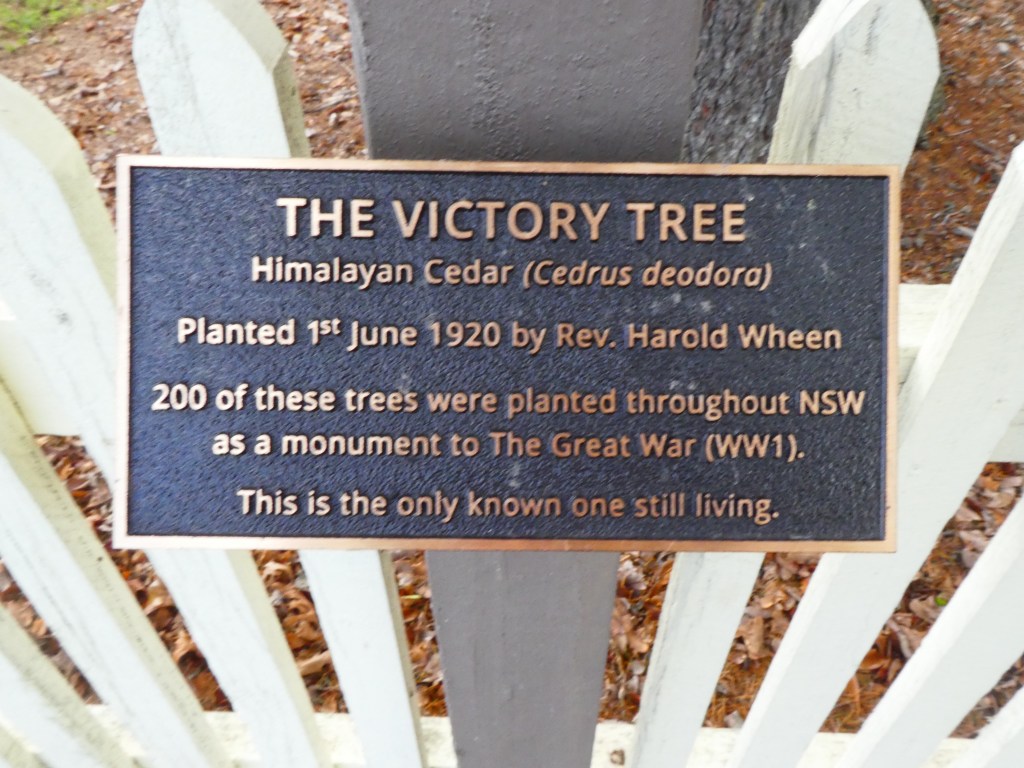 THE VICTORY TREE
Himalayan Cedar (Cedrus deodora)
Planted 1st June 1920 by Rev. Harold Wheen
200 of these trees were planted throughout NSW
as a monument to The Great War (WW1).
This is the only known one still living.